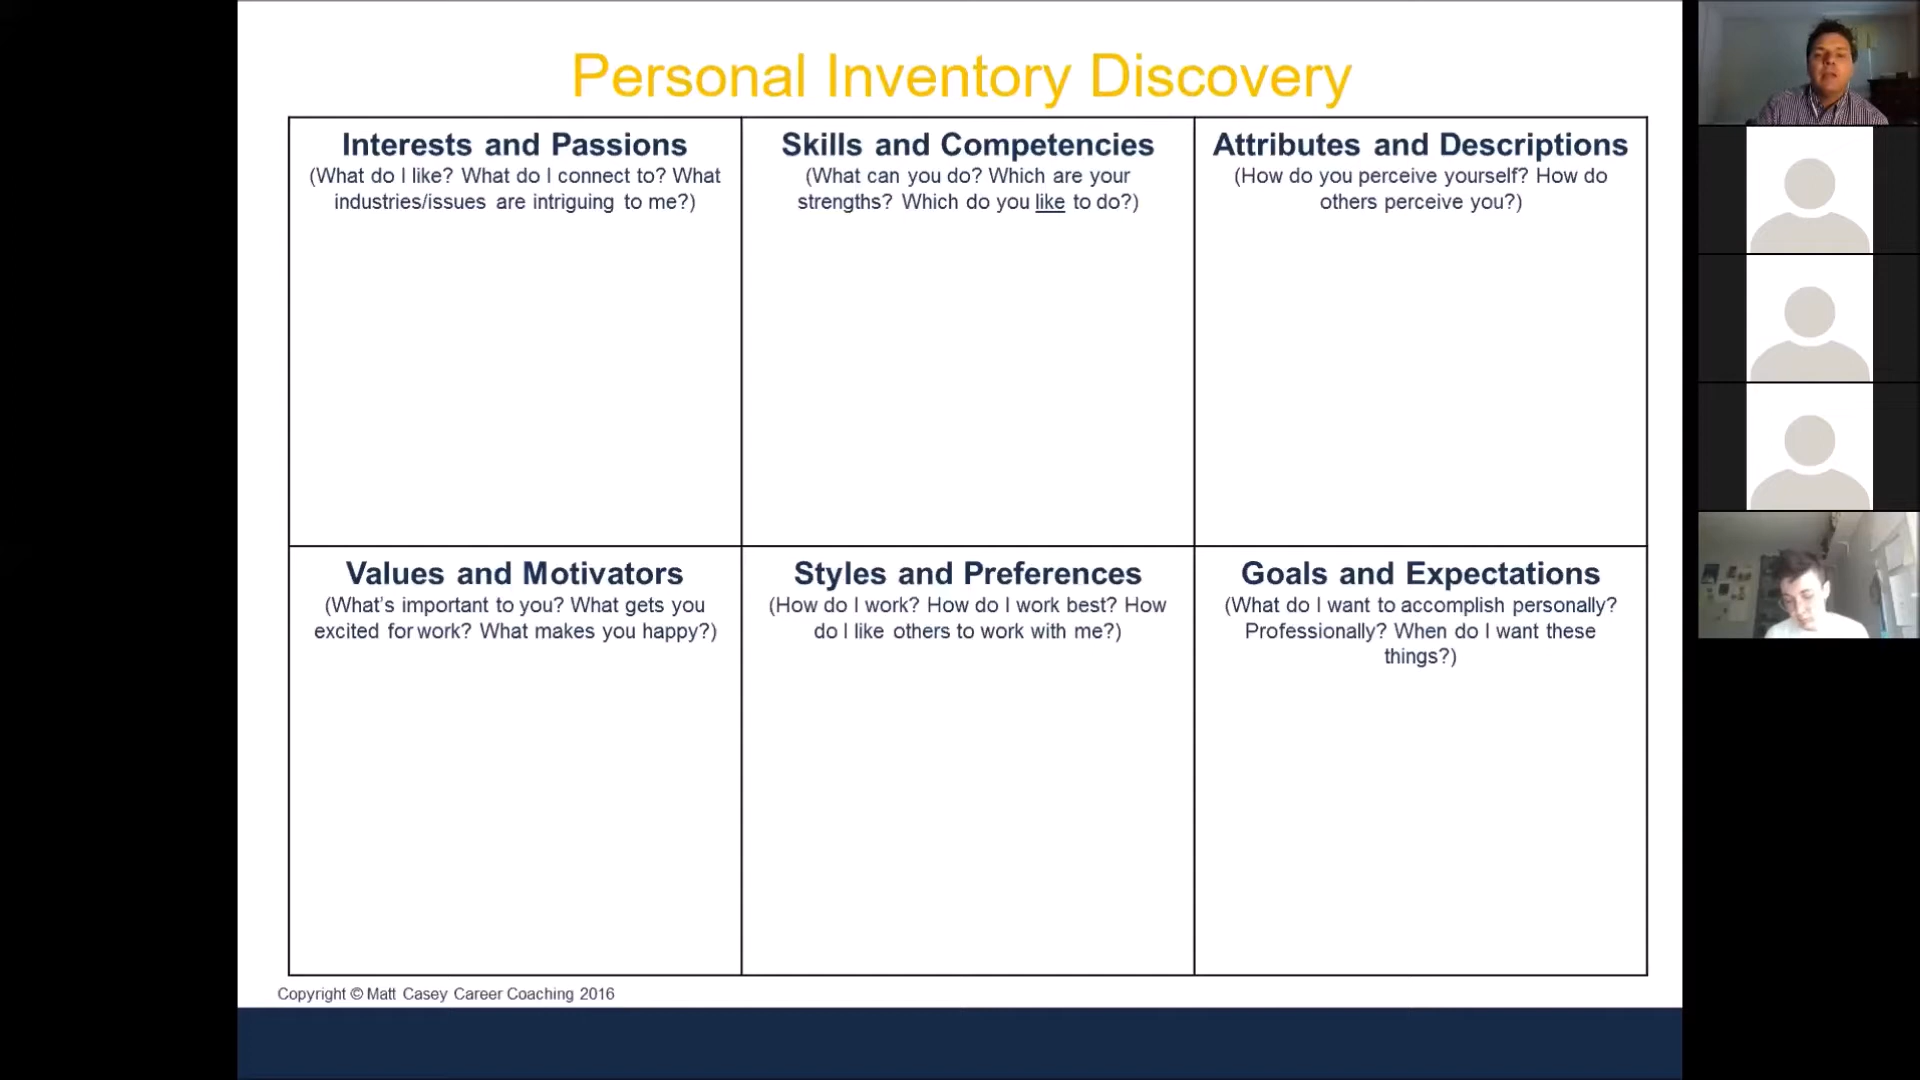 Personal Inventory Discovery
Interests and Passions
(What do I like? What do I connect to? What
industries/issues are intriguing to me?)
Skills and Competencies
(What can you do? Which are your
strengths? Which do you like to do?)
Attributes and Descriptions
(How do you perceive yourself? How do
others perceive you?)
Values and Motivators
(What's important to you? What gets you
excited for work? What makes you happy?)
Styles and Preferences
(How do I work? How do I work best? How
do I like others to work with me?)
Goals and Expectations
(What do I want to accomplish personally?
Professionally? When do I want these
things?)
Copyright © Matt Casey Career Coaching 2016